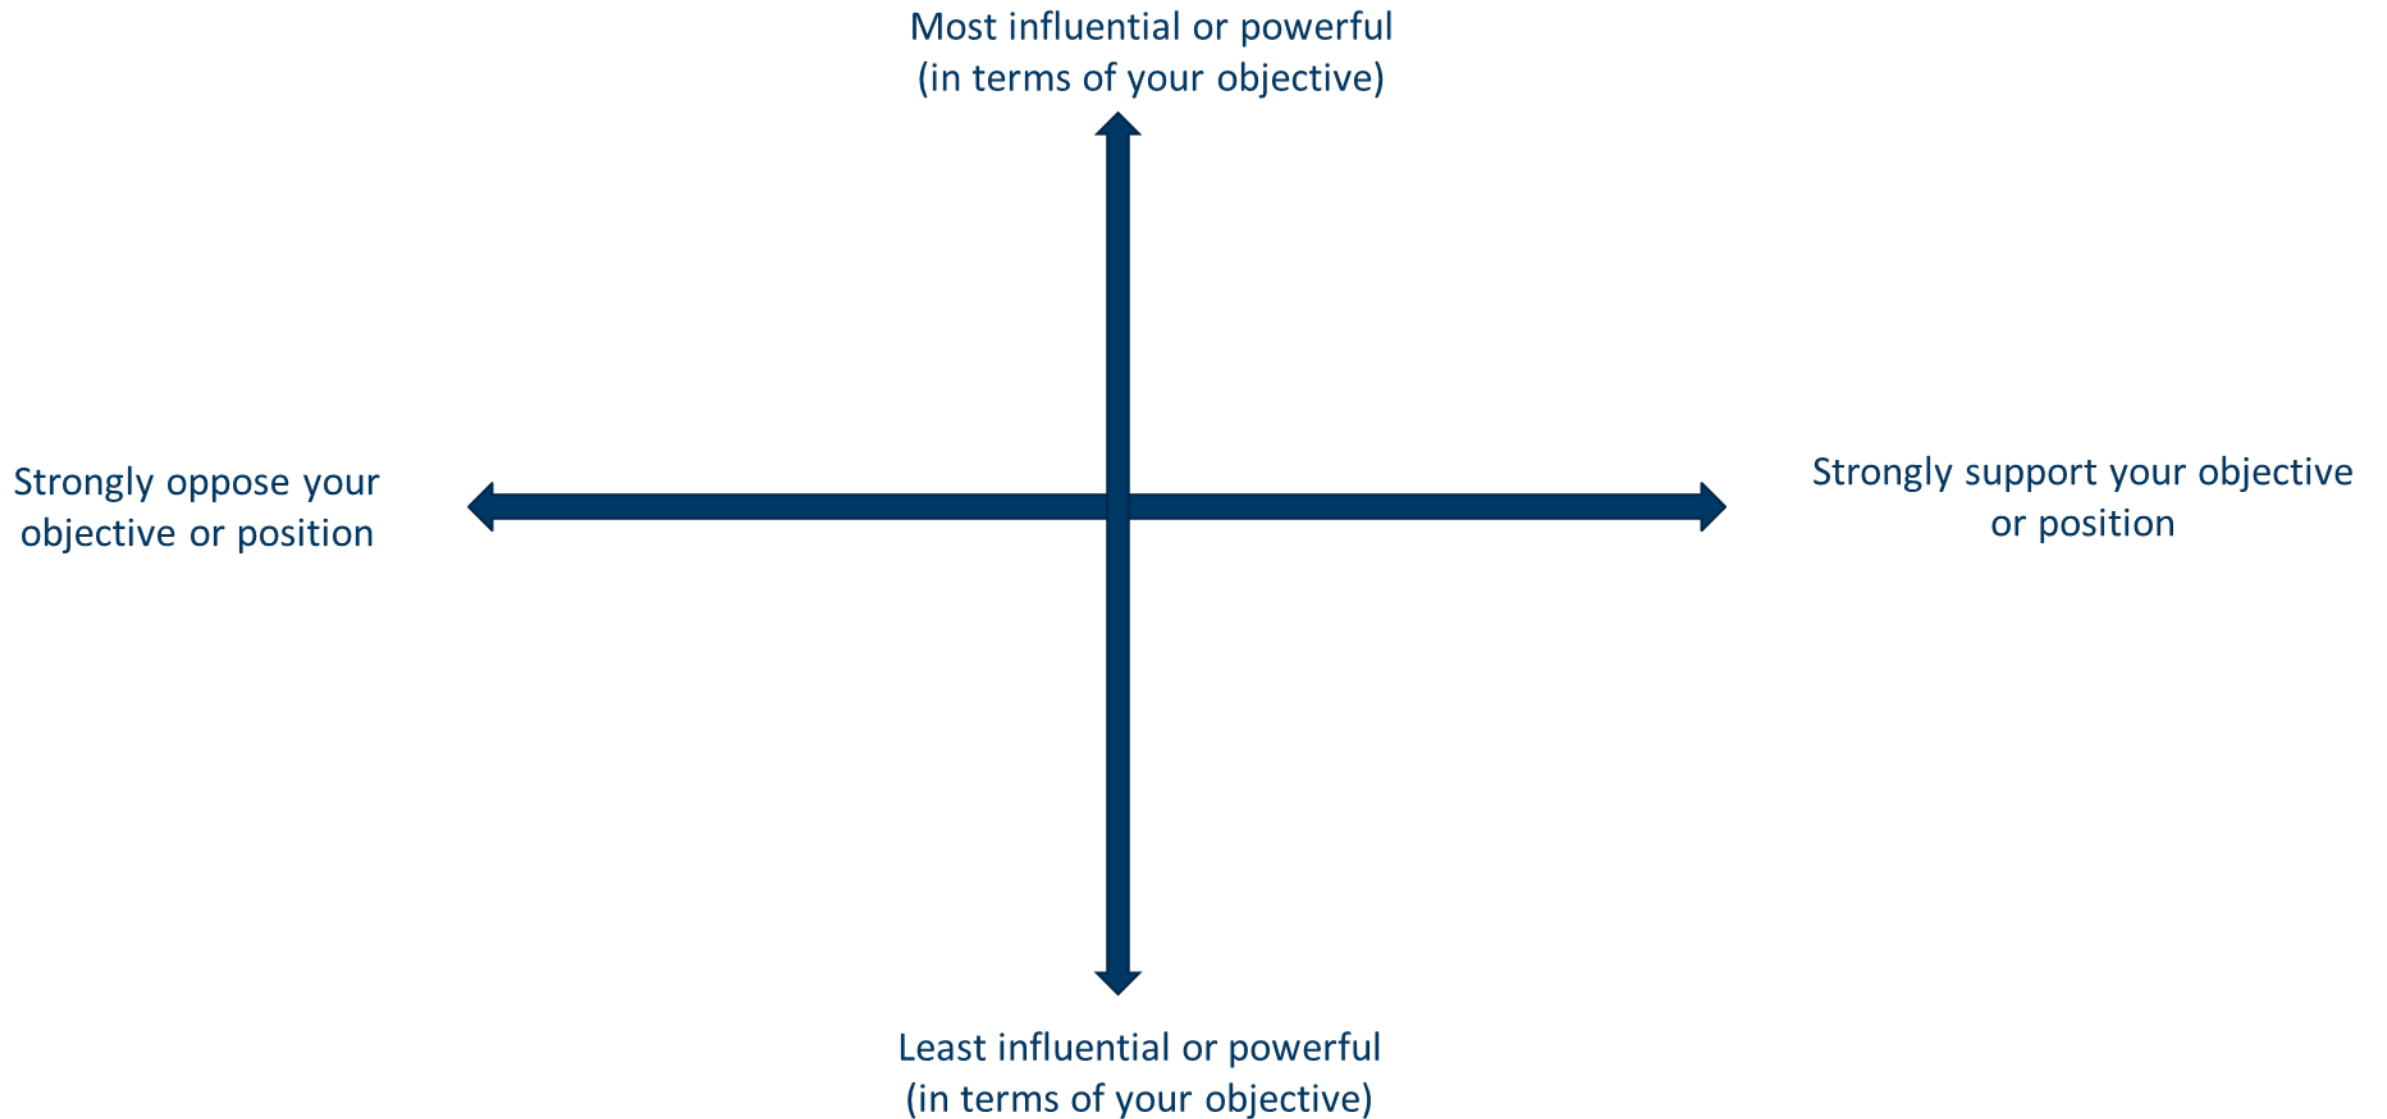 Most influential or powerful
(in terms of your objective)
Strongly oppose your
objective or position
Strongly support your objective
or position
Least influential or powerful
(in terms of your objective)